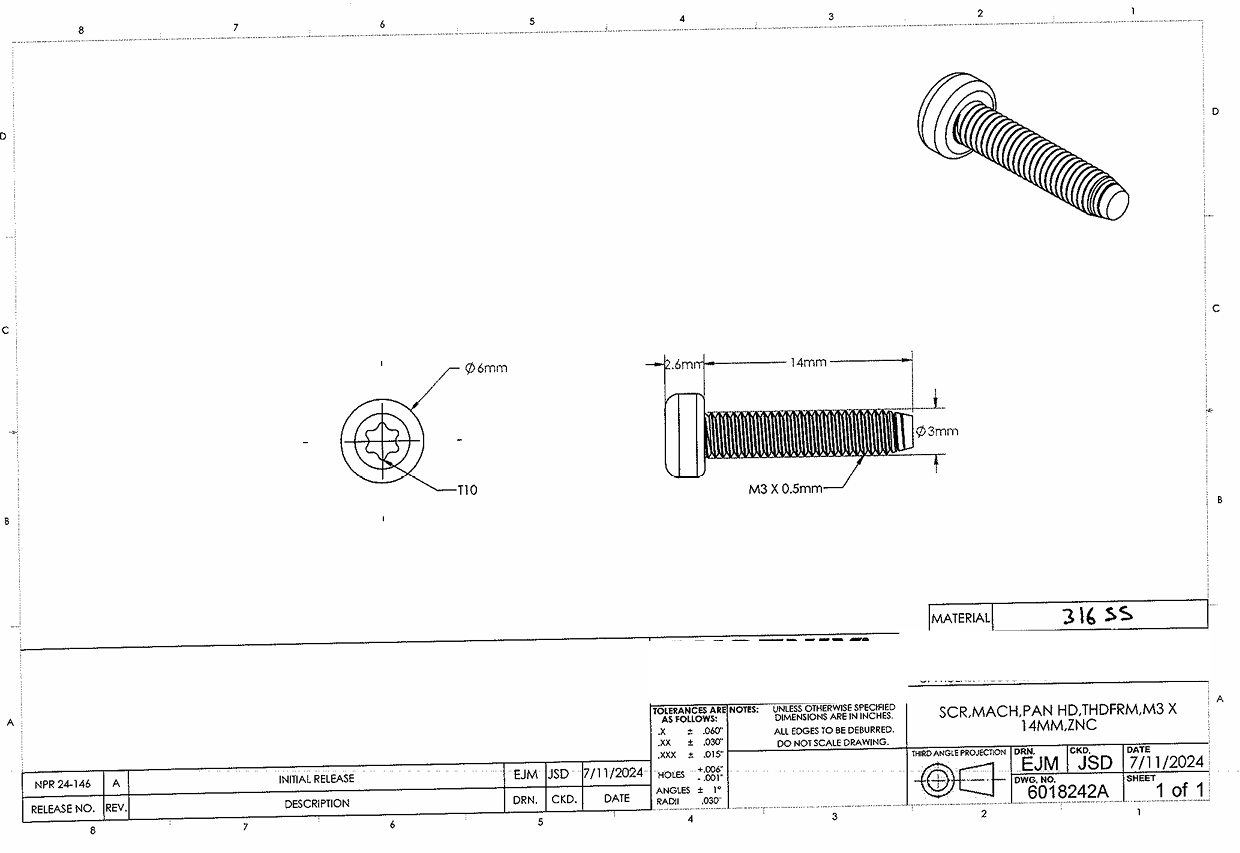 8 7 6 5 4 3 2 1
D D
C C
B B
A A
Ø6mm
T10
2.6mm
14mm
Ø3mm
M3 X 0.5mm
MATERIAL 316 SS
TOLERANCES ARE
AS FOLLOWS:
.X ± .060"
.XX ± .030"
.XXX ± .015"
HOLES +.006"
- .001"
ANGLES ± 1°
RADII .030"
NOTES:
UNLESS OTHERWISE SPECIFIED
DIMENSIONS ARE IN INCHES.
ALL EDGES TO BE DEBURRED.
DO NOT SCALE DRAWING.
SCR,MACH,PAN HD,THDFRM,M3 X
14MM,ZNC
THIRD ANGLE PROJECTION
DRN. EJM
CKD. JSD
DATE 7/11/2024
DWG. NO. 6018242A
SHEET 1 of 1
NPR 24-146 A INITIAL RELEASE EJM JSD 7/11/2024
RELEASE NO. REV. DESCRIPTION DRN. CKD. DATE
8 7 6 5 4 3 2 1